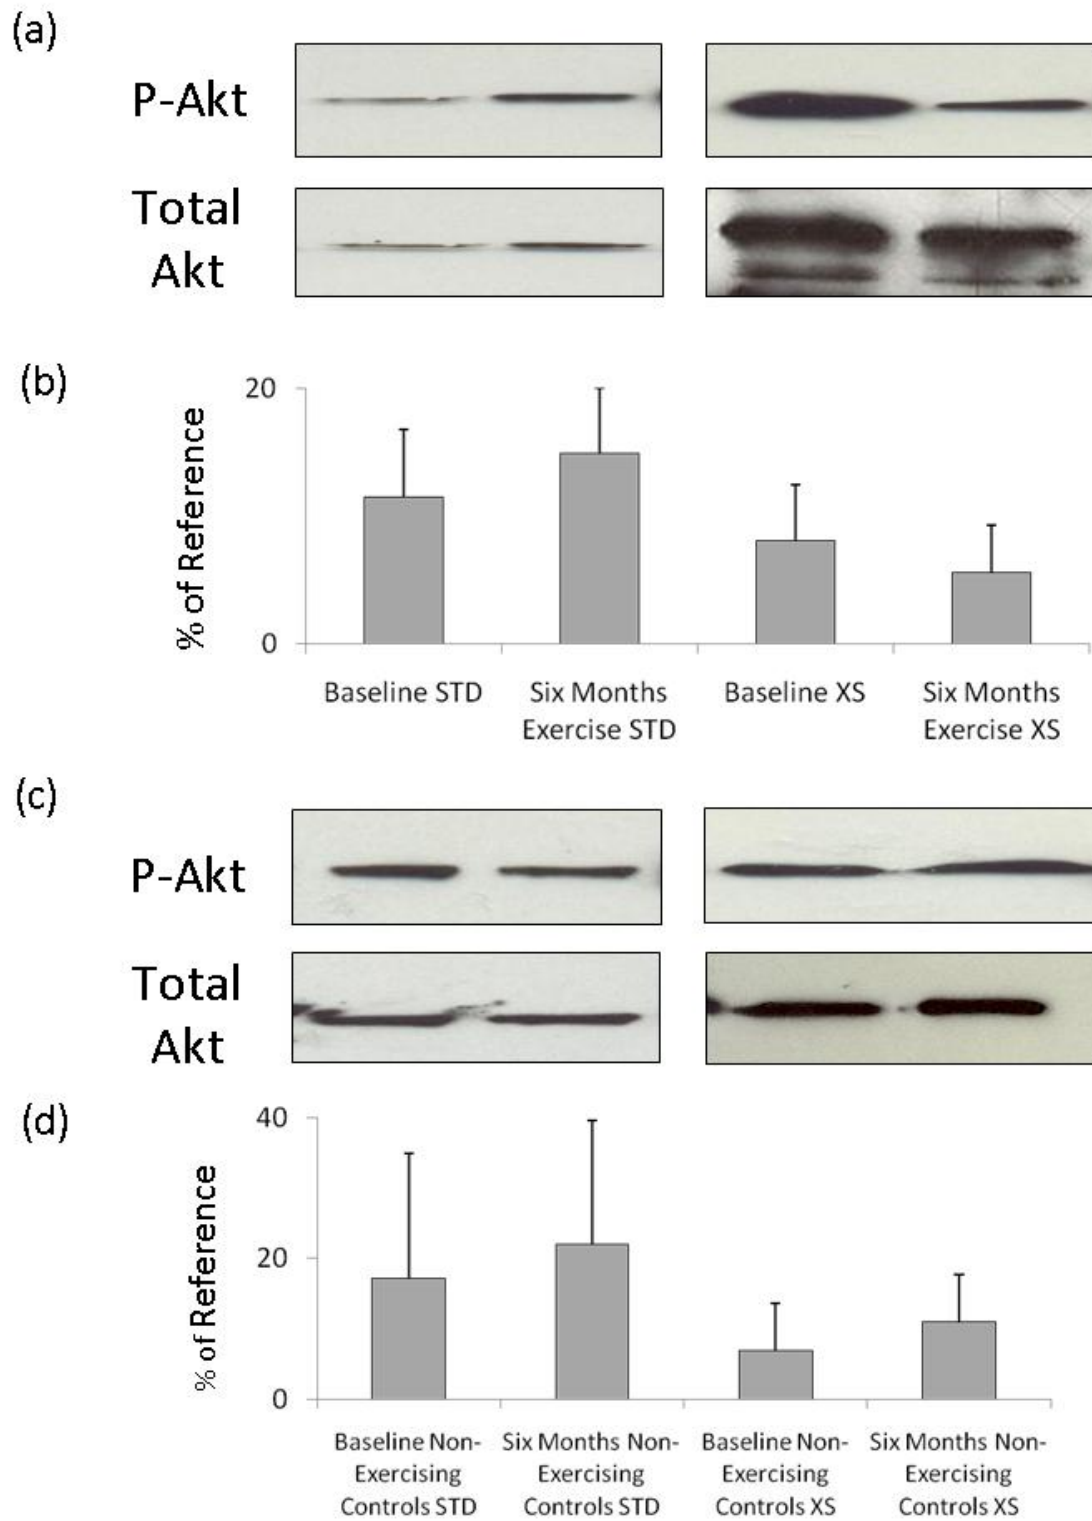 (a)
P-Akt
Total
Akt
(b)
% of Reference
20
0
Baseline STD
Six Months
Exercise STD
Baseline XS
Six Months
Exercise XS
(c)
P-Akt
Total
Akt
(d)
% of Reference
40
20
0
Baseline Non-
Exercising
Controls STD
Six Months Non-
Exercising
Controls STD
Baseline Non-
Exercising
Controls XS
Six Months Non-
Exercising
Controls XS